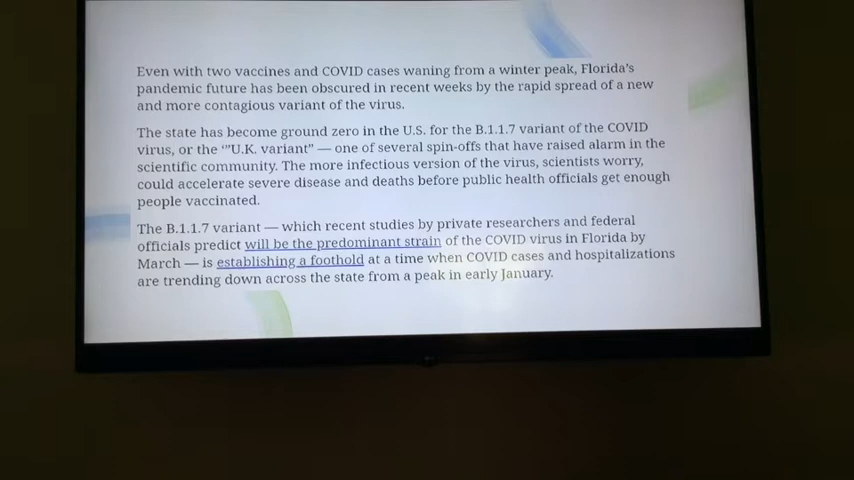 Even with two vaccines and COVID cases waning from a winter peak, Florida's
pandemic future has been obscured in recent weeks by the rapid spread of a new
and more contagious variant of the virus.
The state has become ground zero in the U.S. for the B.1.1.7 variant of the COVID
virus, or the ‘”U.K. variant” — one of several spin-offs that have raised alarm in the
scientific community. The more infectious version of the virus, scientists worry,
could accelerate severe disease and deaths before public health officials get enough
people vaccinated.
The B.1.1.7 variant — which recent studies by private researchers and federal
officials predict will be the predominant strain of the COVID virus in Florida by
March — is establishing a foothold at a time when COVID cases and hospitalizations
are trending down across the state from a peak in early January.